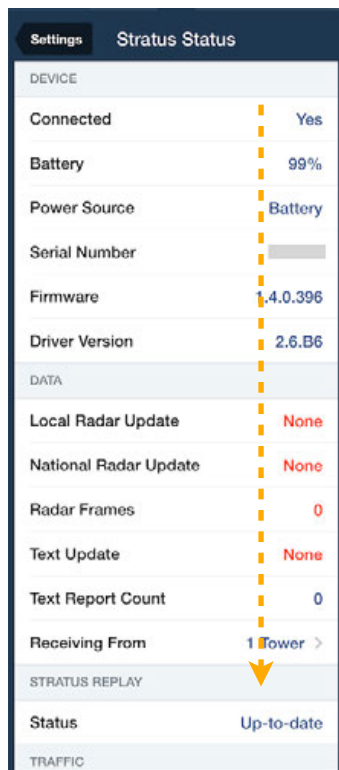 Settings Stratus Status
DEVICE
Connected Yes
Battery 99%
Power Source Battery
Serial Number
Firmware 1.4.0.396
Driver Version 2.6.B6
DATA
Local Radar Update None
National Radar Update None
Radar Frames 0
Text Update None
Text Report Count 0
Receiving From 1 Tower >
STRATUS REPLAY
Status Up-to-date
TRAFFIC